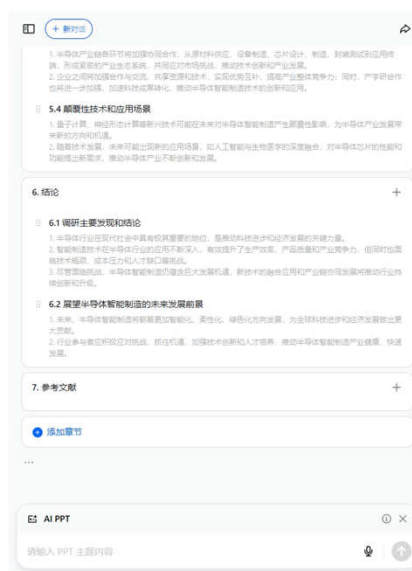 + 新对话
1. 半导体产业链各环节将加强协同合作，从原材料供应、设备制造、芯片设计、制造、封装测试到应用终
端，形成紧密的产业生态系统，共同应对市场挑战，推动技术创新和产业发展。
2. 企业之间将加强合作与交流，共享资源和技术，实现优势互补，提高产业整体竞争力；同时，产学研合作
也将进一步加强，加速科技成果转化，推动半导体智能制造技术的创新和应用。
5.4 颠覆性技术和应用场景
1. 量子计算、神经形态计算等新兴技术可能在未来对半导体智能制造产生颠覆性影响，为半导体产业发展带
来新的方向和机遇。
2. 随着技术发展，未来可能出现新的应用场景，如人工智能与生物医学的深度融合，对半导体芯片的性能和
功能提出新需求，推动半导体产业不断创新和发展。
6. 结论
6.1 调研主要发现和结论
1. 半导体行业在现代社会中具有极其重要的地位，是推动科技进步和经济发展的关键力量。
2. 智能制造技术在半导体行业的应用不断深入，有效提升了生产效率、产品质量和产业竞争力，但同时也面
临技术瓶颈、成本压力和人才缺口等挑战。
3. 尽管面临挑战，半导体智能制造仍蕴含巨大发展机遇，新技术的融合应用和产业链协同发展将推动行业持
续创新和升级。
6.2 展望半导体智能制造的未来发展前景
1. 未来，半导体智能制造将朝着更加智能化、柔性化、绿色化方向发展，为全球科技进步和经济发展做出更
大贡献。
2. 行业参与者应积极应对挑战，抓住机遇，加强技术创新和人才培养，推动半导体智能制造产业健康、快速
发展。
7. 参考文献
添加章节
...
AI PPT
请输入 PPT 主题内容